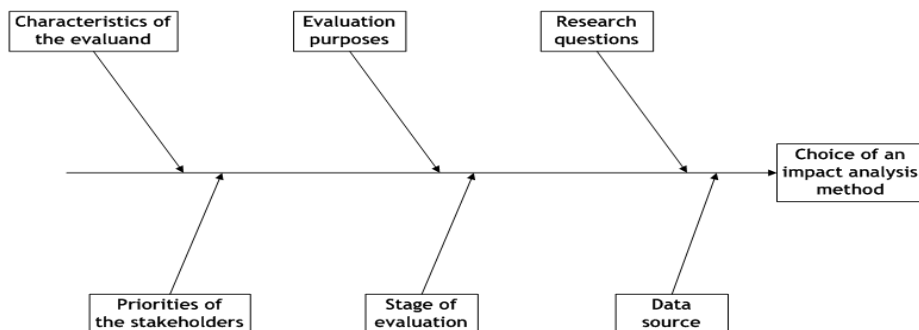 Characteristics of
the evaluand
Evaluation
purposes
Research
questions
Choice of an
impact analysis
method
Priorities of
the stakeholders
Stage of
evaluation
Data
source